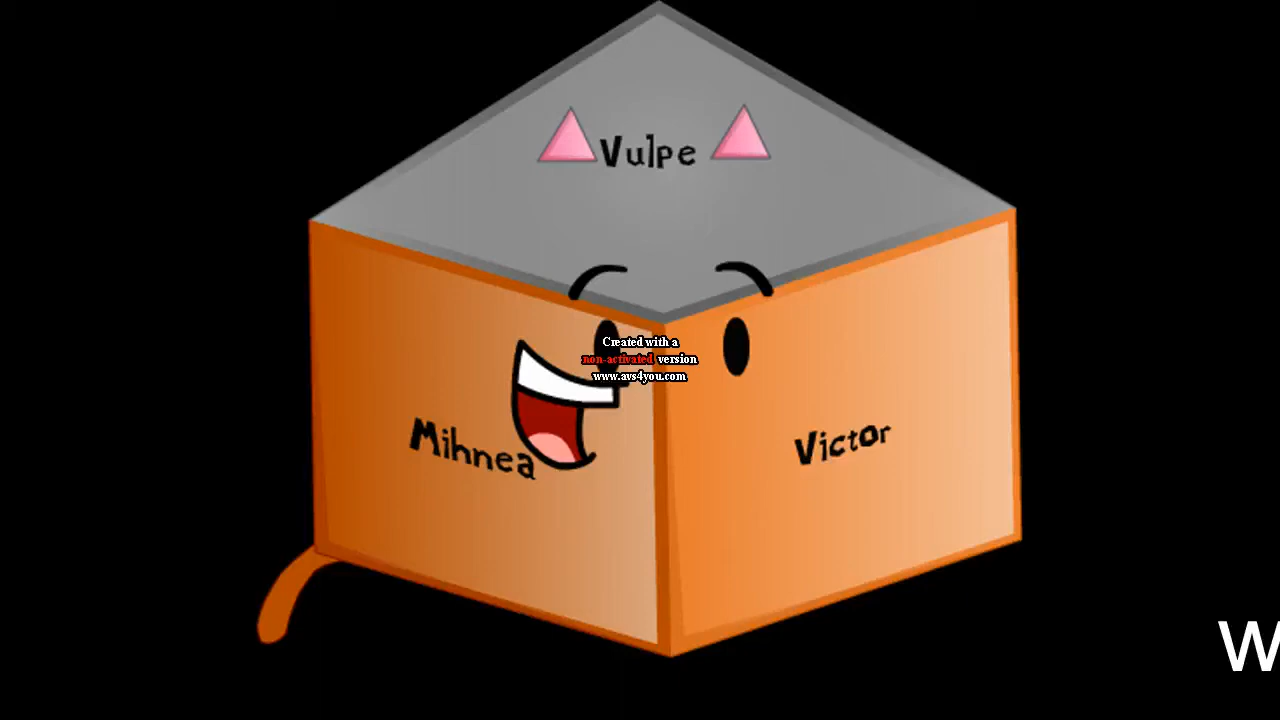 Vulpe
Created with a
non-activated version
www.avs4you.com
Mihnea
Victor
W